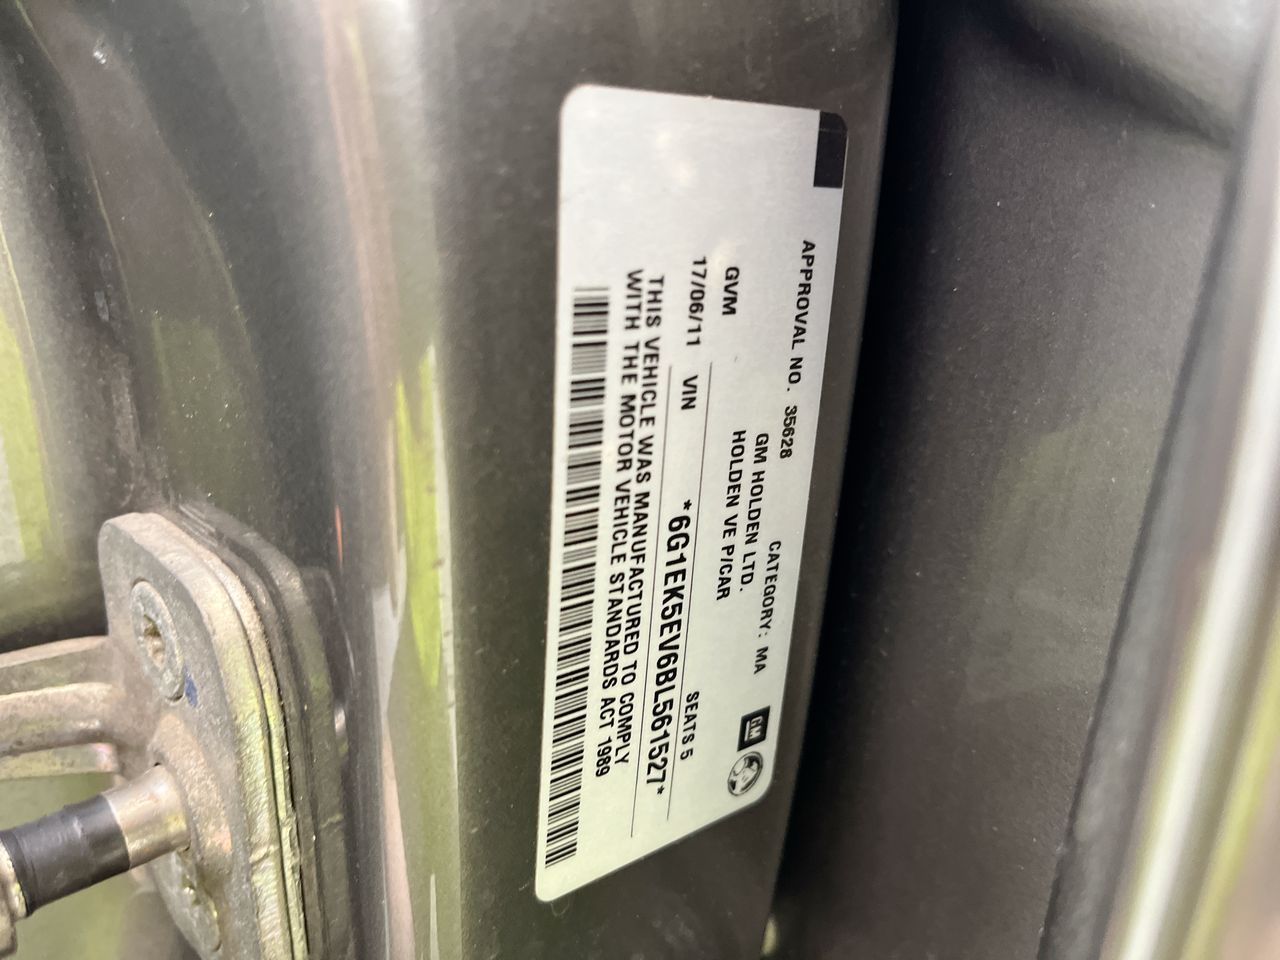 APPROVAL NO. 35628 CATEGORY: MA
GM
GM HOLDEN LTD.
GVM HOLDEN VE P/CAR
17/06/11 SEATS 5
VIN *6G1EK5EV6BL561527*
THIS VEHICLE WAS MANUFACTURED TO COMPLY
WITH THE MOTOR VEHICLE STANDARDS ACT 1989